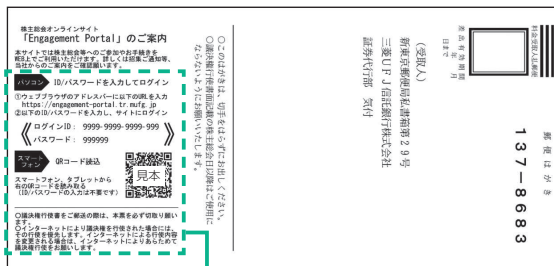 株主総会オンラインサイト
「Engagement Portal」のご案内
本サイトでは株主総会等へのご参加やお手続きを
WEB上でご利用いただけます。詳しくは招集ご通知等、
当社からのご案内をご確認願います。
パソコン
ID/パスワードを入力してログイン
①ウェブブラウザのアドレスバーに以下のURLを入力
https://engagement-portal.tr.mufg.jp
②以下のID/パスワードを入力し、サイトにログイン
ログインID: 9999-9999-9999-999
パスワード: 999999
スマート
フォン
QRコード読込
スマートフォン、タブレットから
右のQRコードを読み取る
(ID/パスワードの入力は不要です)
見本
〇議決権行使書をご郵送の際は、本票を必ず切取り願い
ます。
〇インターネットにより議決権を行使された場合には、
その行使を優先します。インターネットによる行使内容
を変更される場合は、インターネットによりあらためて
議決権行使をお願いします。
〇このはがきは、切手をはらずにお出しください。
〇議決権行使書面記載の株主総会日以降はご使用に
ならないようにお願いいたします。
料金受取人払郵便
差出有効期間
年 月
日まで
郵便はがき
137-8683
(受取人)
新東京郵便局私書箱第29号
三菱UFJ信託銀行株式会社
証券代行部 気付